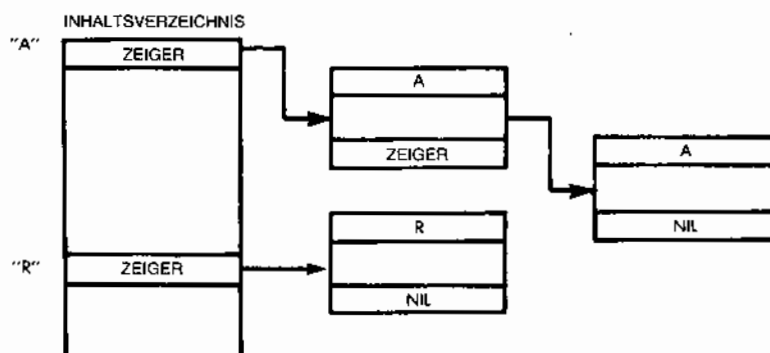 INHALTSVERZEICHNIS
"A"
ZEIGER
A
ZEIGER
A
NIL
"R"
ZEIGER
R
NIL